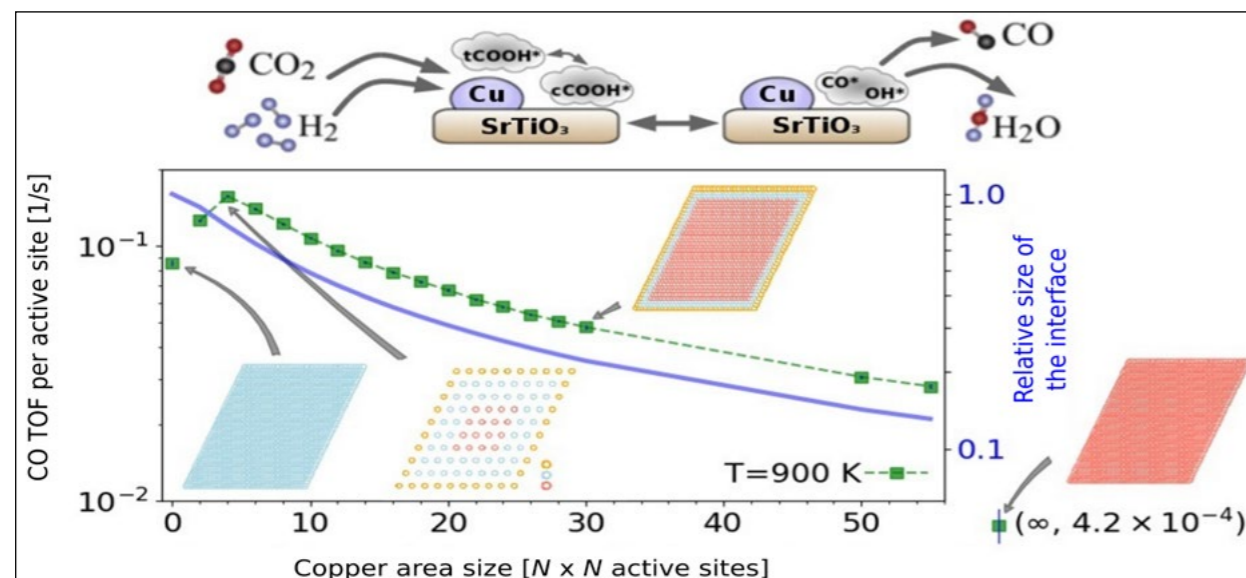 CO₂
H₂
tCOOH*
cCOOH*
Cu
SrTiO₃
Cu
CO*
OH*
SrTiO₃
CO
H₂O
CO TOF per active site [1/s]
10⁻¹
10⁻²
1.0
0.1
Relative size of
the interface
T=900 K
(∞, 4.2 × 10⁻⁴)
0 10 20 30 40 50
Copper area size [N x N active sites]